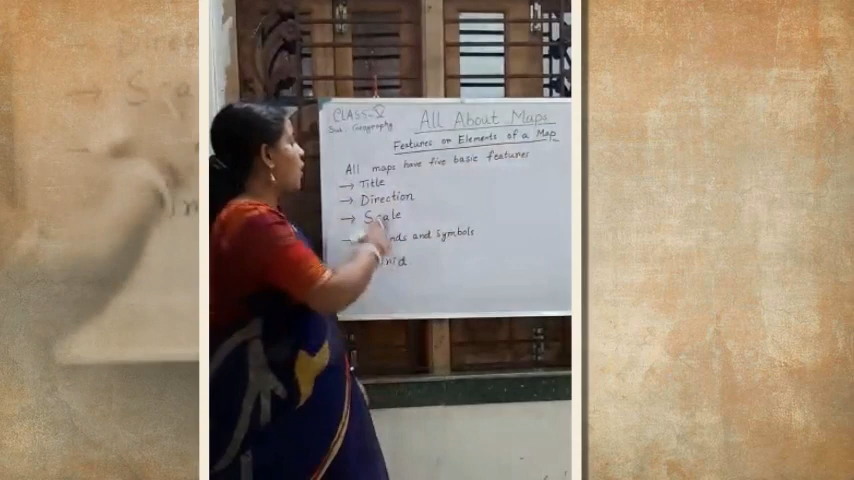 CLASS-V
Sub: Geography
All About Maps
Features or Elements of a Map
All maps have five basic features
→ Title
→ Direction
→ Scale
→ and symbols